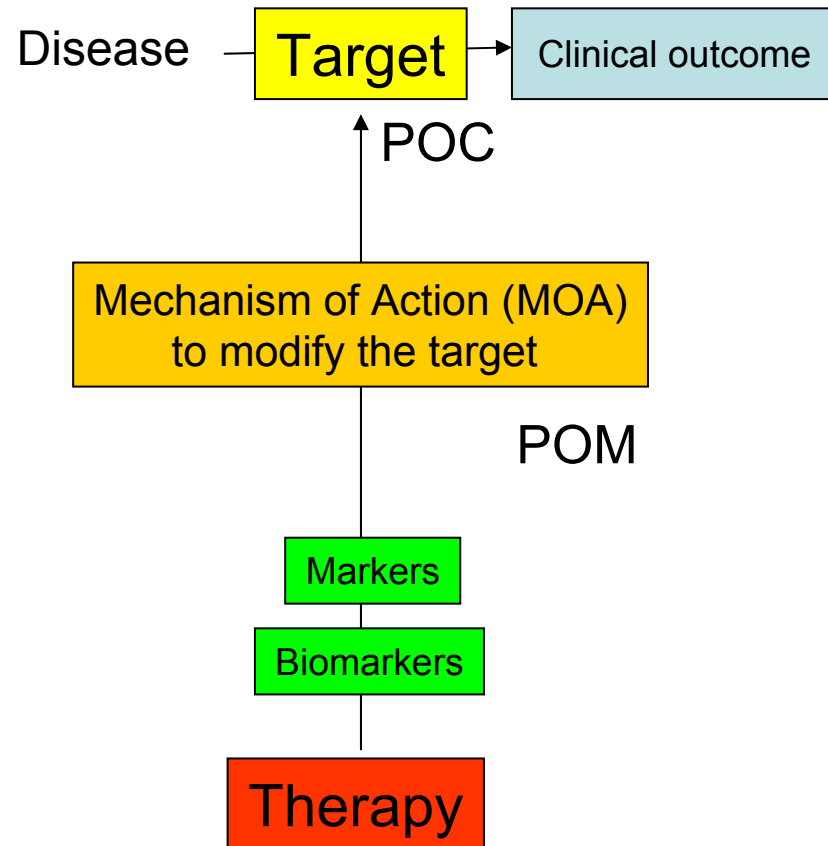 Disease
Target
Clinical outcome
POC
Mechanism of Action (MOA)
to modify the target
POM
Markers
Biomarkers
Therapy